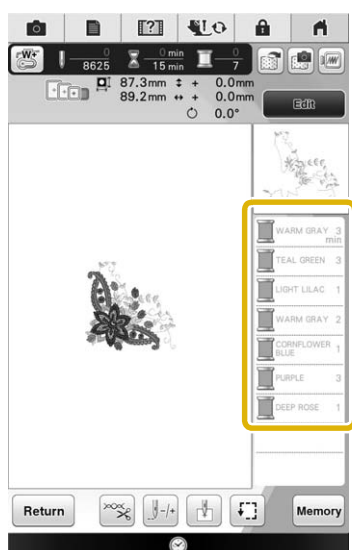 W+
0
8625
0 min
15 min
0
7
87.3mm ↕ + 0.0mm
89.2mm ↔ + 0.0mm
0.0°
Edit
WARM GRAY 3
min
TEAL GREEN 3
LIGHT LILAC 1
WARM GRAY 2
CORNFLOWER
BLUE 1
PURPLE 3
DEEP ROSE 1
Return
-/+
Memory